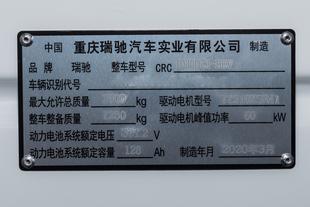 中国 重庆瑞驰汽车实业有限公司 制造
品牌 瑞驰 整车型号 CRC
车辆识别代号
最大允许总质量 kg 驱动电机型号
整车整备质量 1250 kg 驱动电机峰值功率 60 kW
动力电池系统额定电压 V
动力电池系统额定容量 128 Ah 制造年月 2020年3月